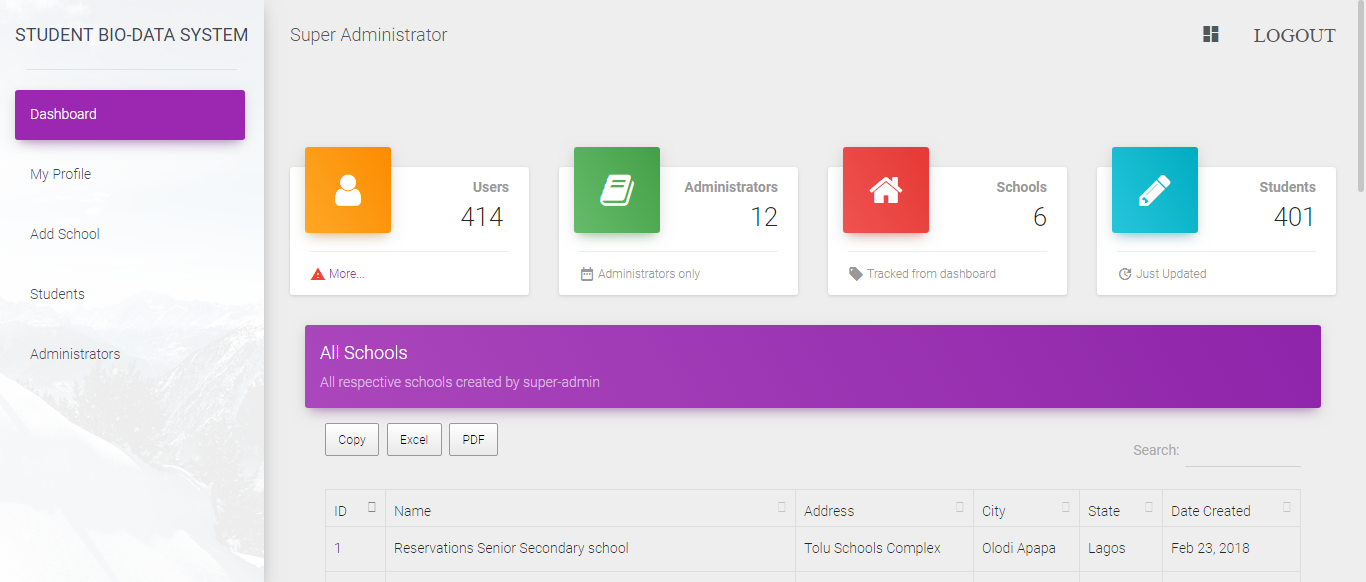 STUDENT BIO-DATA SYSTEM
Super Administrator
LOGOUT
Dashboard
My Profile
Add School
Students
Administrators
Users
414
More...
Administrators
12
Administrators only
Schools
6
Tracked from dashboard
Students
401
Just Updated
All Schools
All respective schools created by super-admin
Copy Excel PDF
Search:
ID Name Address City State Date Created
1 Reservations Senior Secondary school Tolu Schools Complex Olodi Apapa Lagos Feb 23, 2018